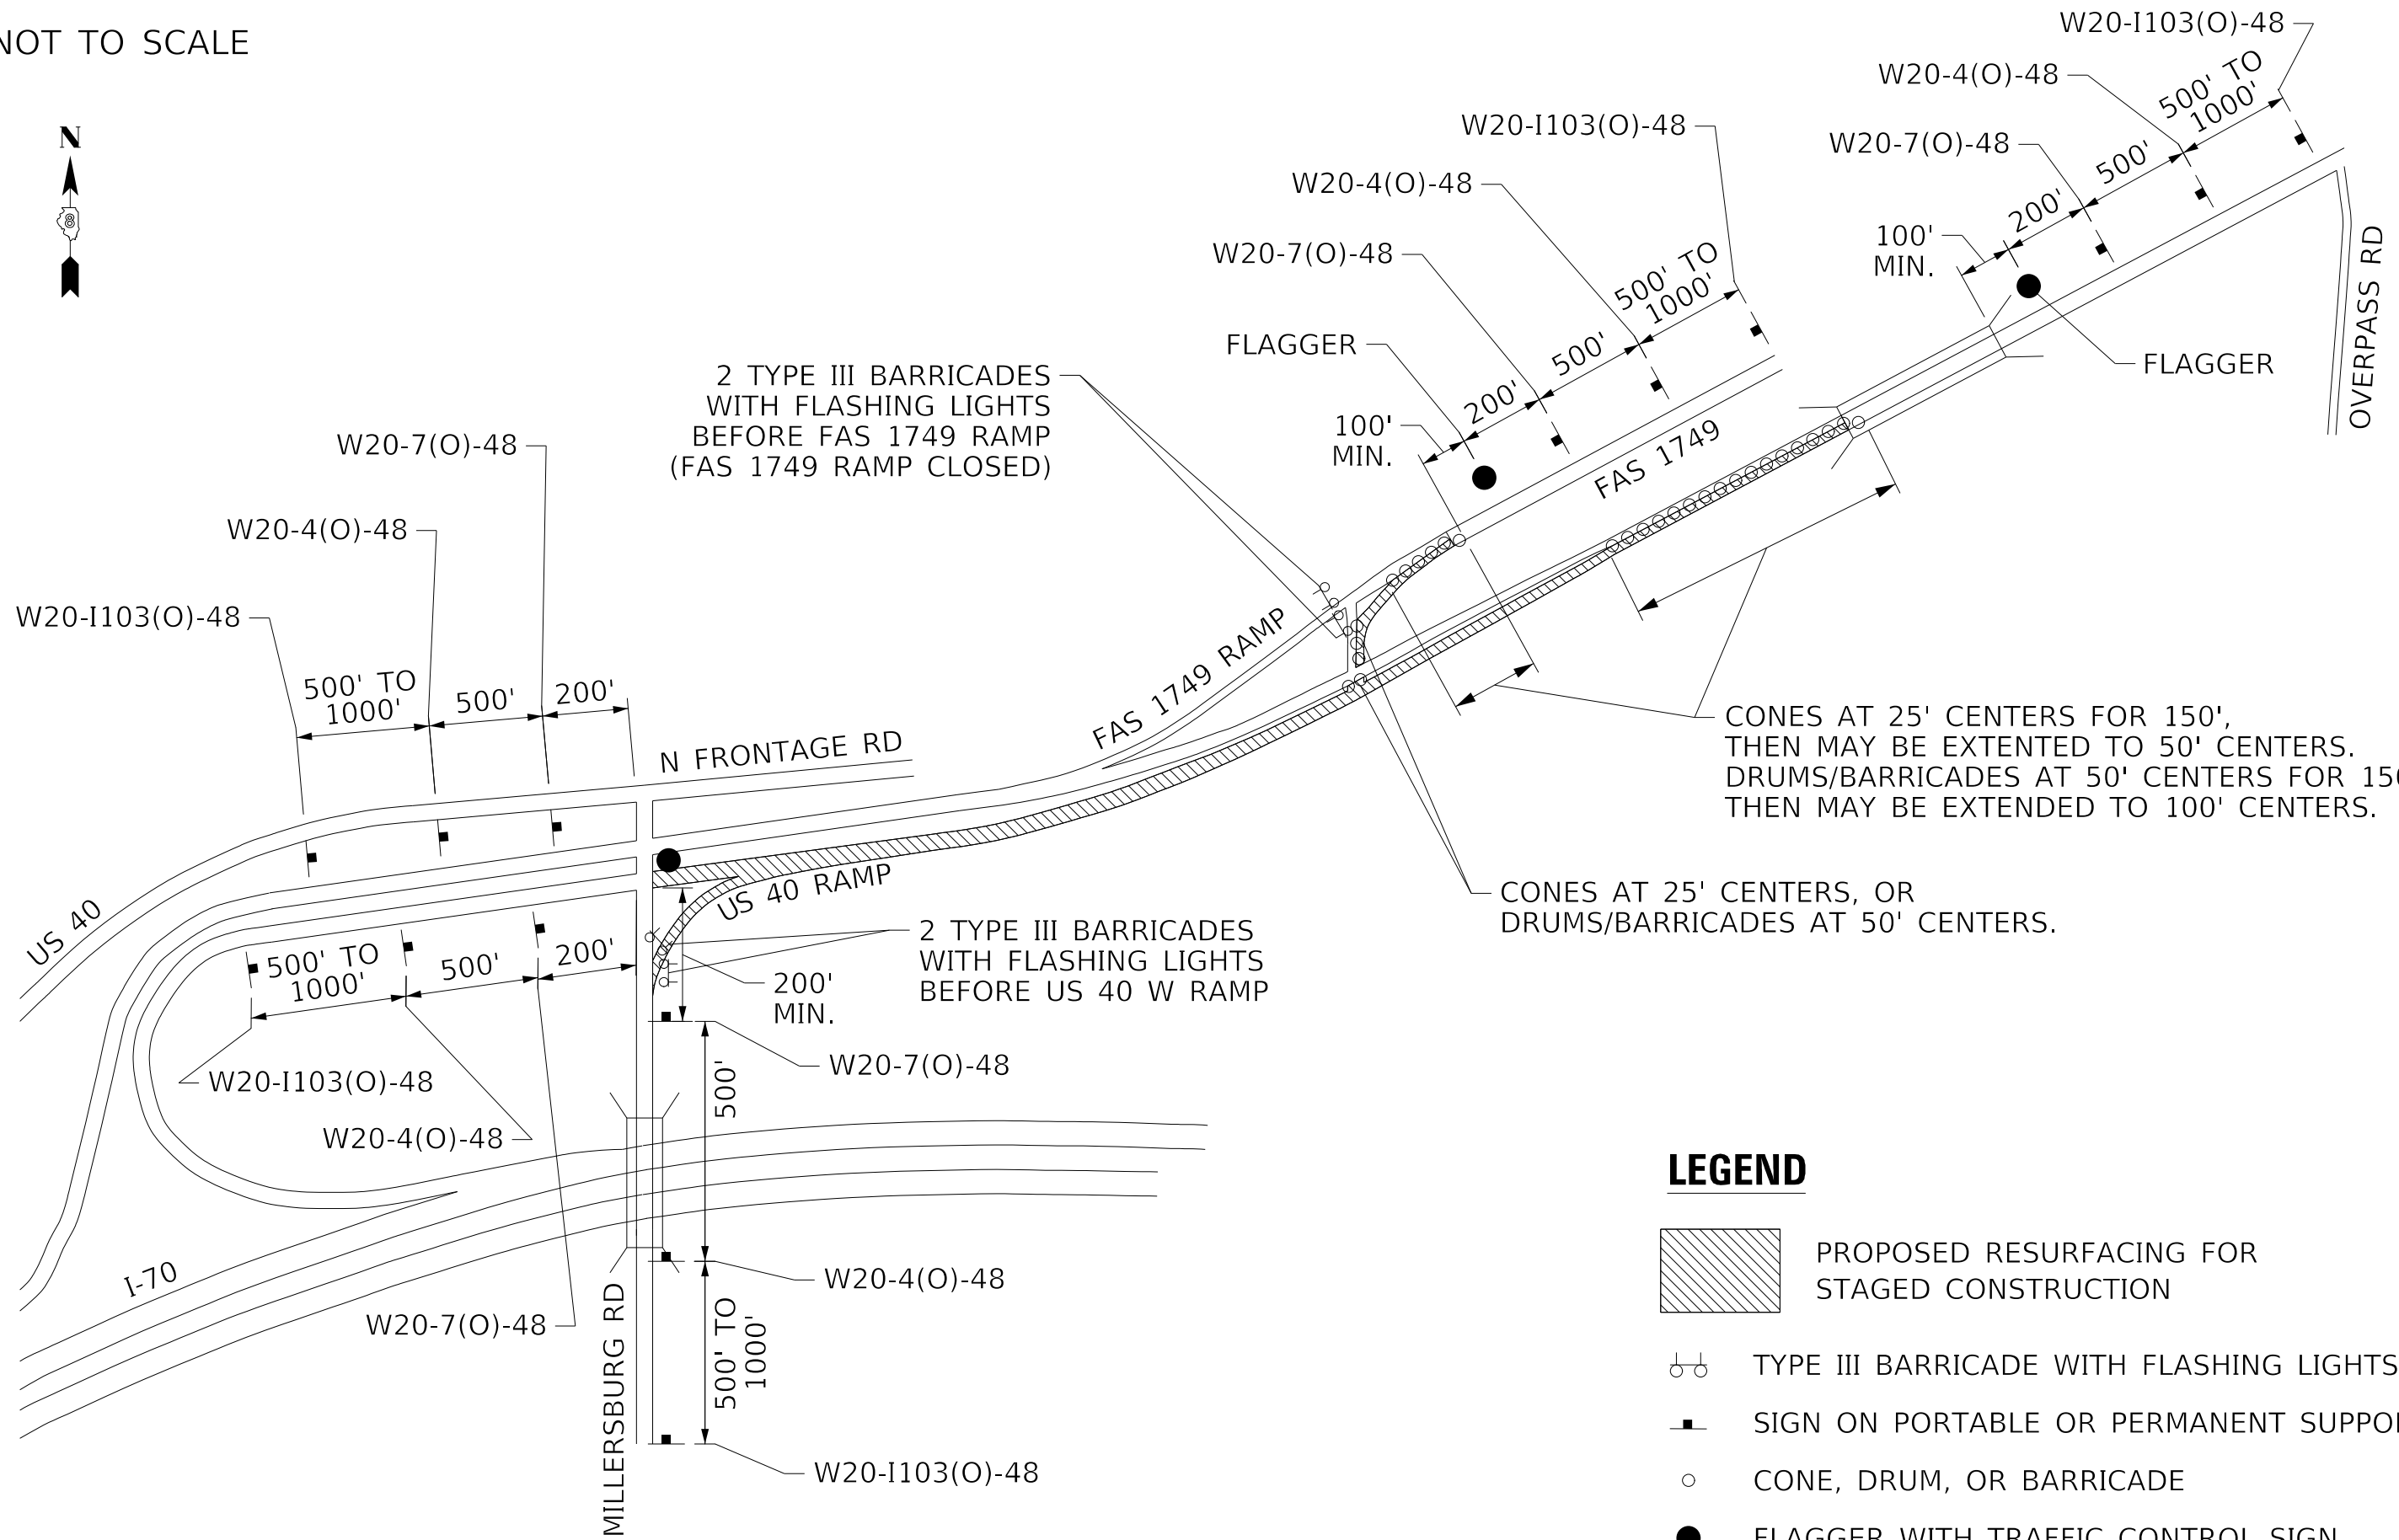 NOT TO SCALE
N
8
W20-I103(O)-48
W20-4(O)-48
W20-7(O)-48
500' TO
1000'
500'
200'
100'
MIN.
FLAGGER
OVERPASS RD
W20-I103(O)-48
W20-4(O)-48
W20-7(O)-48
FLAGGER
500' TO
1000'
500'
200'
100'
MIN.
2 TYPE III BARRICADES
WITH FLASHING LIGHTS
BEFORE FAS 1749 RAMP
(FAS 1749 RAMP CLOSED)
FAS 1749
FAS 1749 RAMP
W20-7(O)-48
W20-4(O)-48
W20-I103(O)-48
500' TO
1000'
500'
200'
N FRONTAGE RD
US 40
US 40 RAMP
CONES AT 25' CENTERS FOR 150',
THEN MAY BE EXTENTED TO 50' CENTERS.
DRUMS/BARRICADES AT 50' CENTERS FOR
THEN MAY BE EXTENDED TO 100' CENTERS.
CONES AT 25' CENTERS, OR
DRUMS/BARRICADES AT 50' CENTERS.
2 TYPE III BARRICADES
WITH FLASHING LIGHTS
BEFORE US 40 W RAMP
200'
MIN.
500' TO
1000'
500'
200'
W20-I103(O)-48
W20-4(O)-48
W20-7(O)-48
W20-7(O)-48
500'
W20-4(O)-48
500' TO
1000'
W20-I103(O)-48
I-70
MILLERSBURG RD
LEGEND
PROPOSED RESURFACING FOR
STAGED CONSTRUCTION
TYPE III BARRICADE WITH FLASHING LIGHTS
SIGN ON PORTABLE OR PERMANENT
CONE, DRUM, OR BARRICADE
FLAGGER WITH TRAFFIC CONTROL SIGN